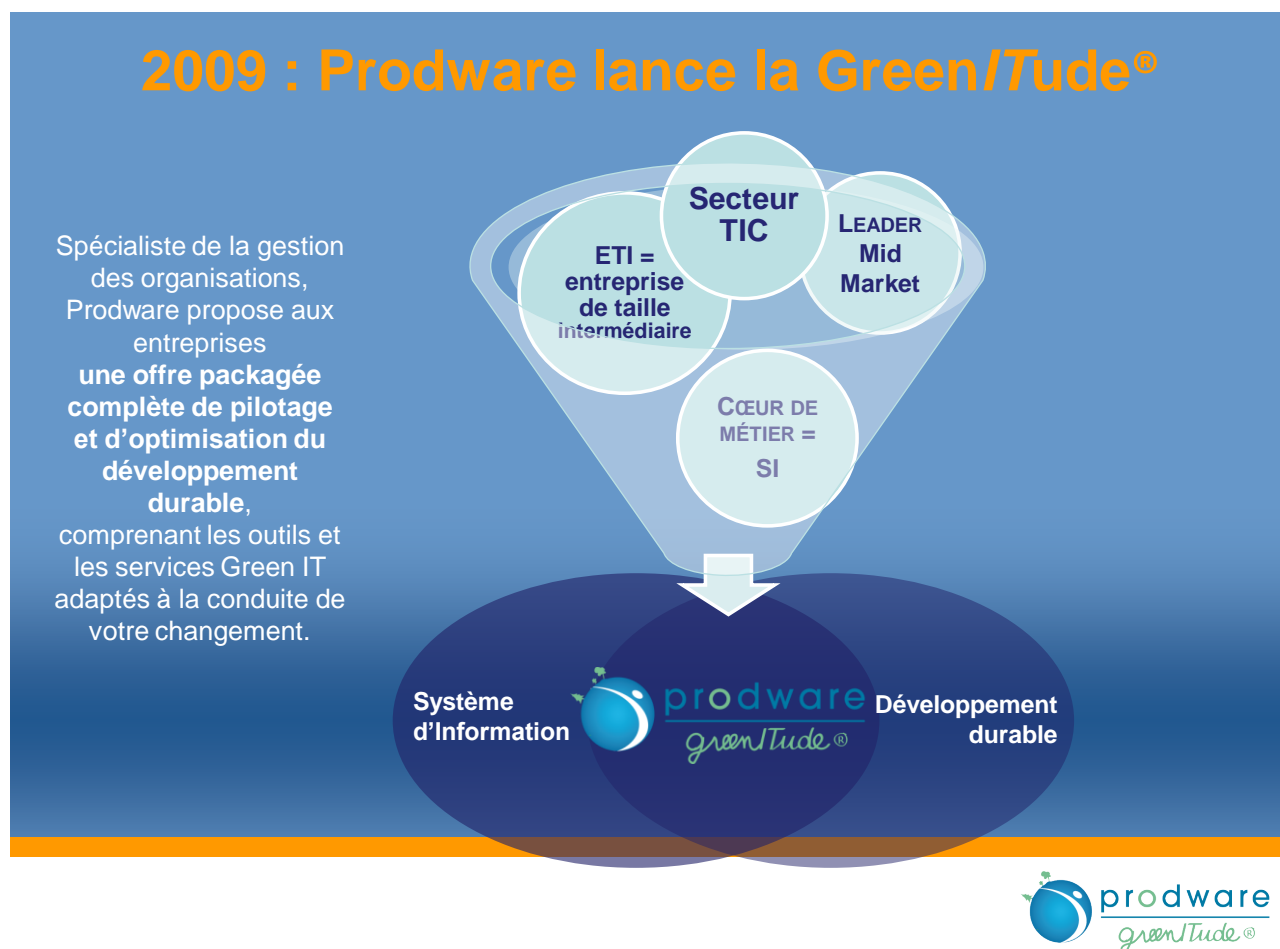 2009 : Prodware lance la GreenITude®
Spécialiste de la gestion
des organisations,
Prodware propose aux
entreprises
une offre packagée
complète de pilotage
et d’optimisation du
développement
durable,
comprenant les outils et
les services Green IT
adaptés à la conduite de
votre changement.
Secteur
TIC
LEADER
Mid
Market
ETI =
entreprise
de taille
intermédiaire
CŒUR DE
MÉTIER =
SI
Système
d’Information
prodware
greenITude ®
Développement
durable
prodware
greenITude ®